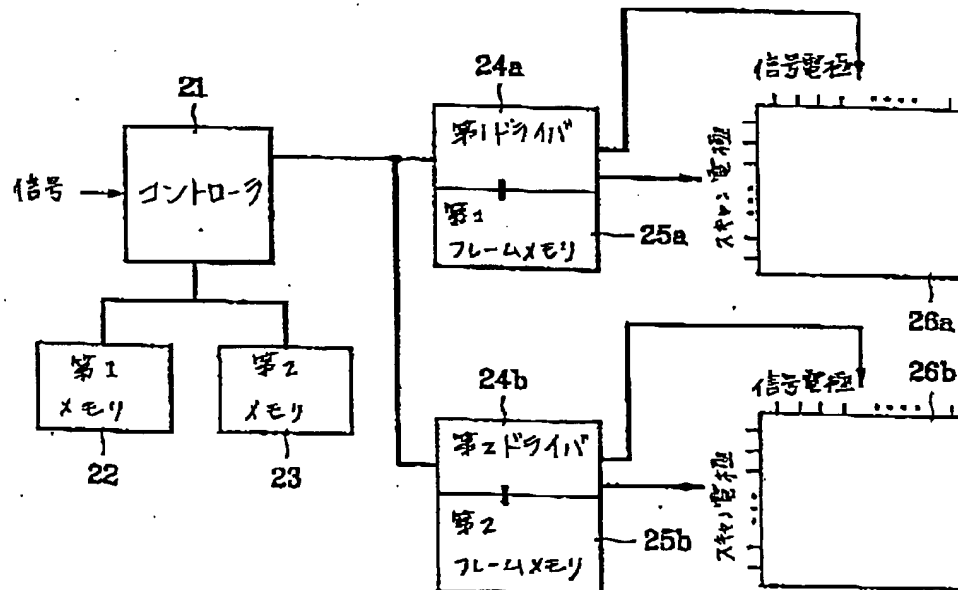 21
信号
コントローラ
第1
メモリ
22
第2
メモリ
23
24a
第1ドライバ
第1
フレームメモリ
25a
信号電極
スキャン電極
26a
24b
第2ドライバ
第2
フレームメモリ
25b
信号電極
スキャン電極
26b